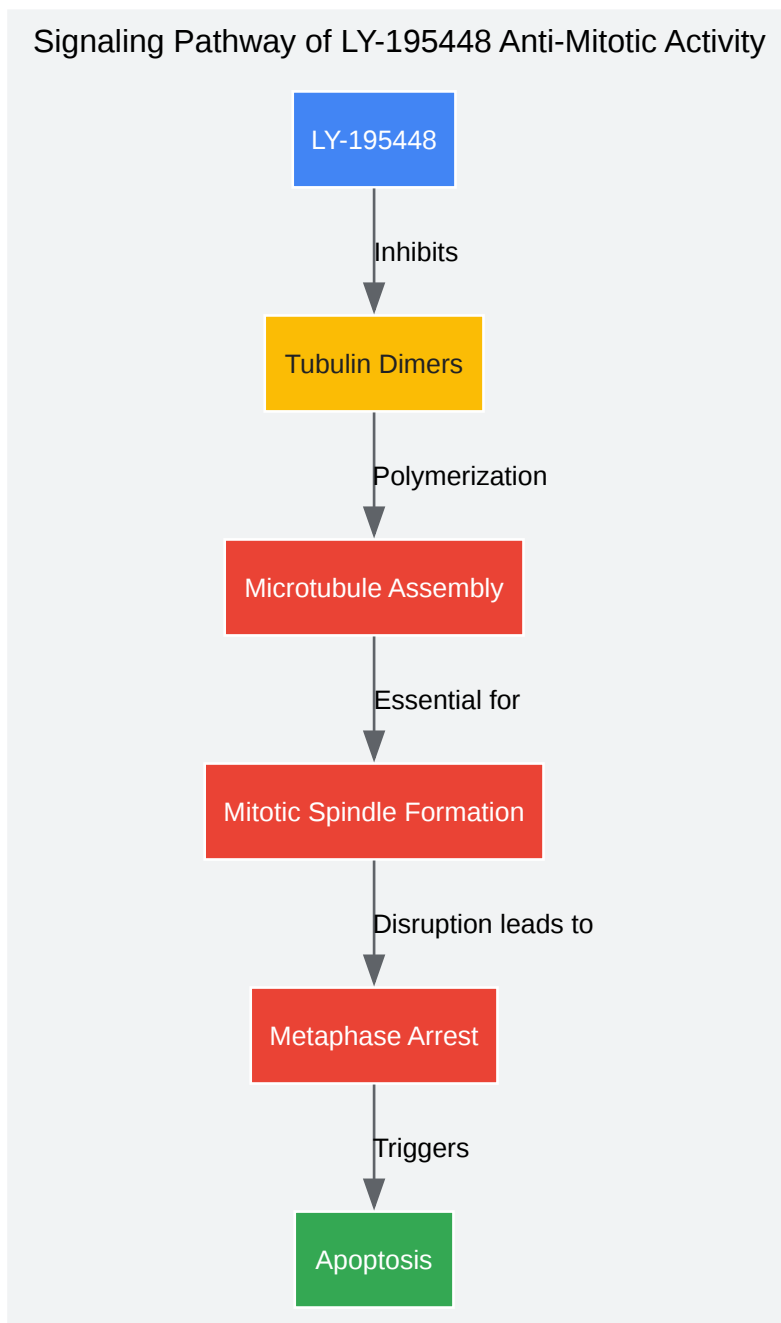 Signaling Pathway of LY-195448 Anti-Mitotic Activity
LY-195448
Inhibits
Tubulin Dimers
Polymerization
Microtubule Assembly
Essential for
Mitotic Spindle Formation
Disruption leads to
Metaphase Arrest
Triggers
Apoptosis